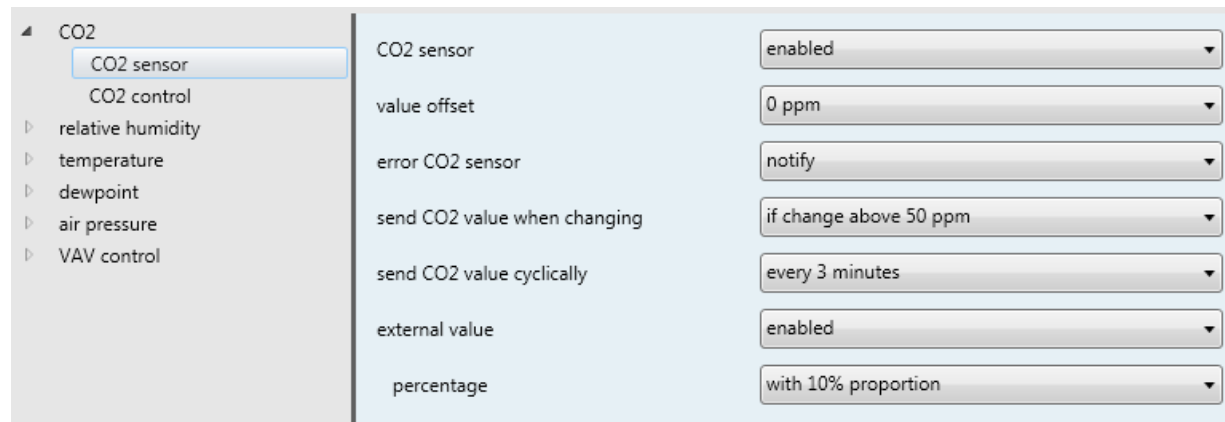 CO2
CO2 sensor
CO2 control
relative humidity
temperature
dewpoint
air pressure
VAV control
CO2 sensor enabled
value offset 0 ppm
error CO2 sensor notify
send CO2 value when changing if change above 50 ppm
send CO2 value cyclically every 3 minutes
external value enabled
percentage with 10% proportion